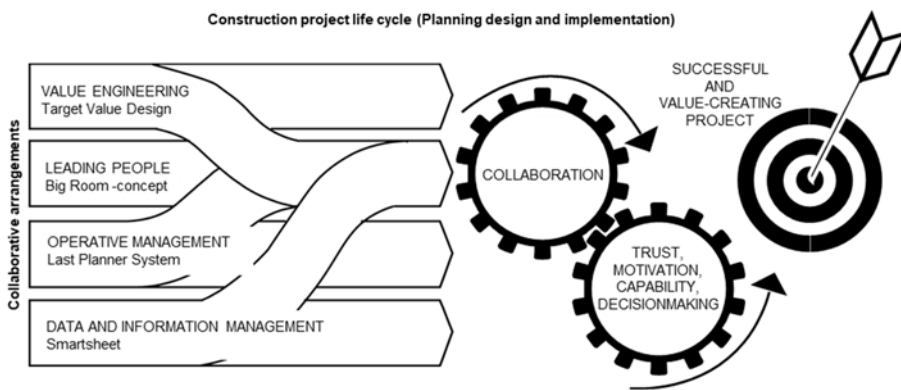 Construction project life cycle (Planning design and implementation)
Collaborative arrangements
VALUE ENGINEERING
Target Value Design
LEADING PEOPLE
Big Room -concept
OPERATIVE MANAGEMENT
Last Planner System
DATA AND INFORMATION MANAGEMENT
Smartsheet
COLLABORATION
TRUST,
MOTIVATION,
CAPABILITY,
DECISIONMAKING
SUCCESSFUL
AND
VALUE-CREATING
PROJECT